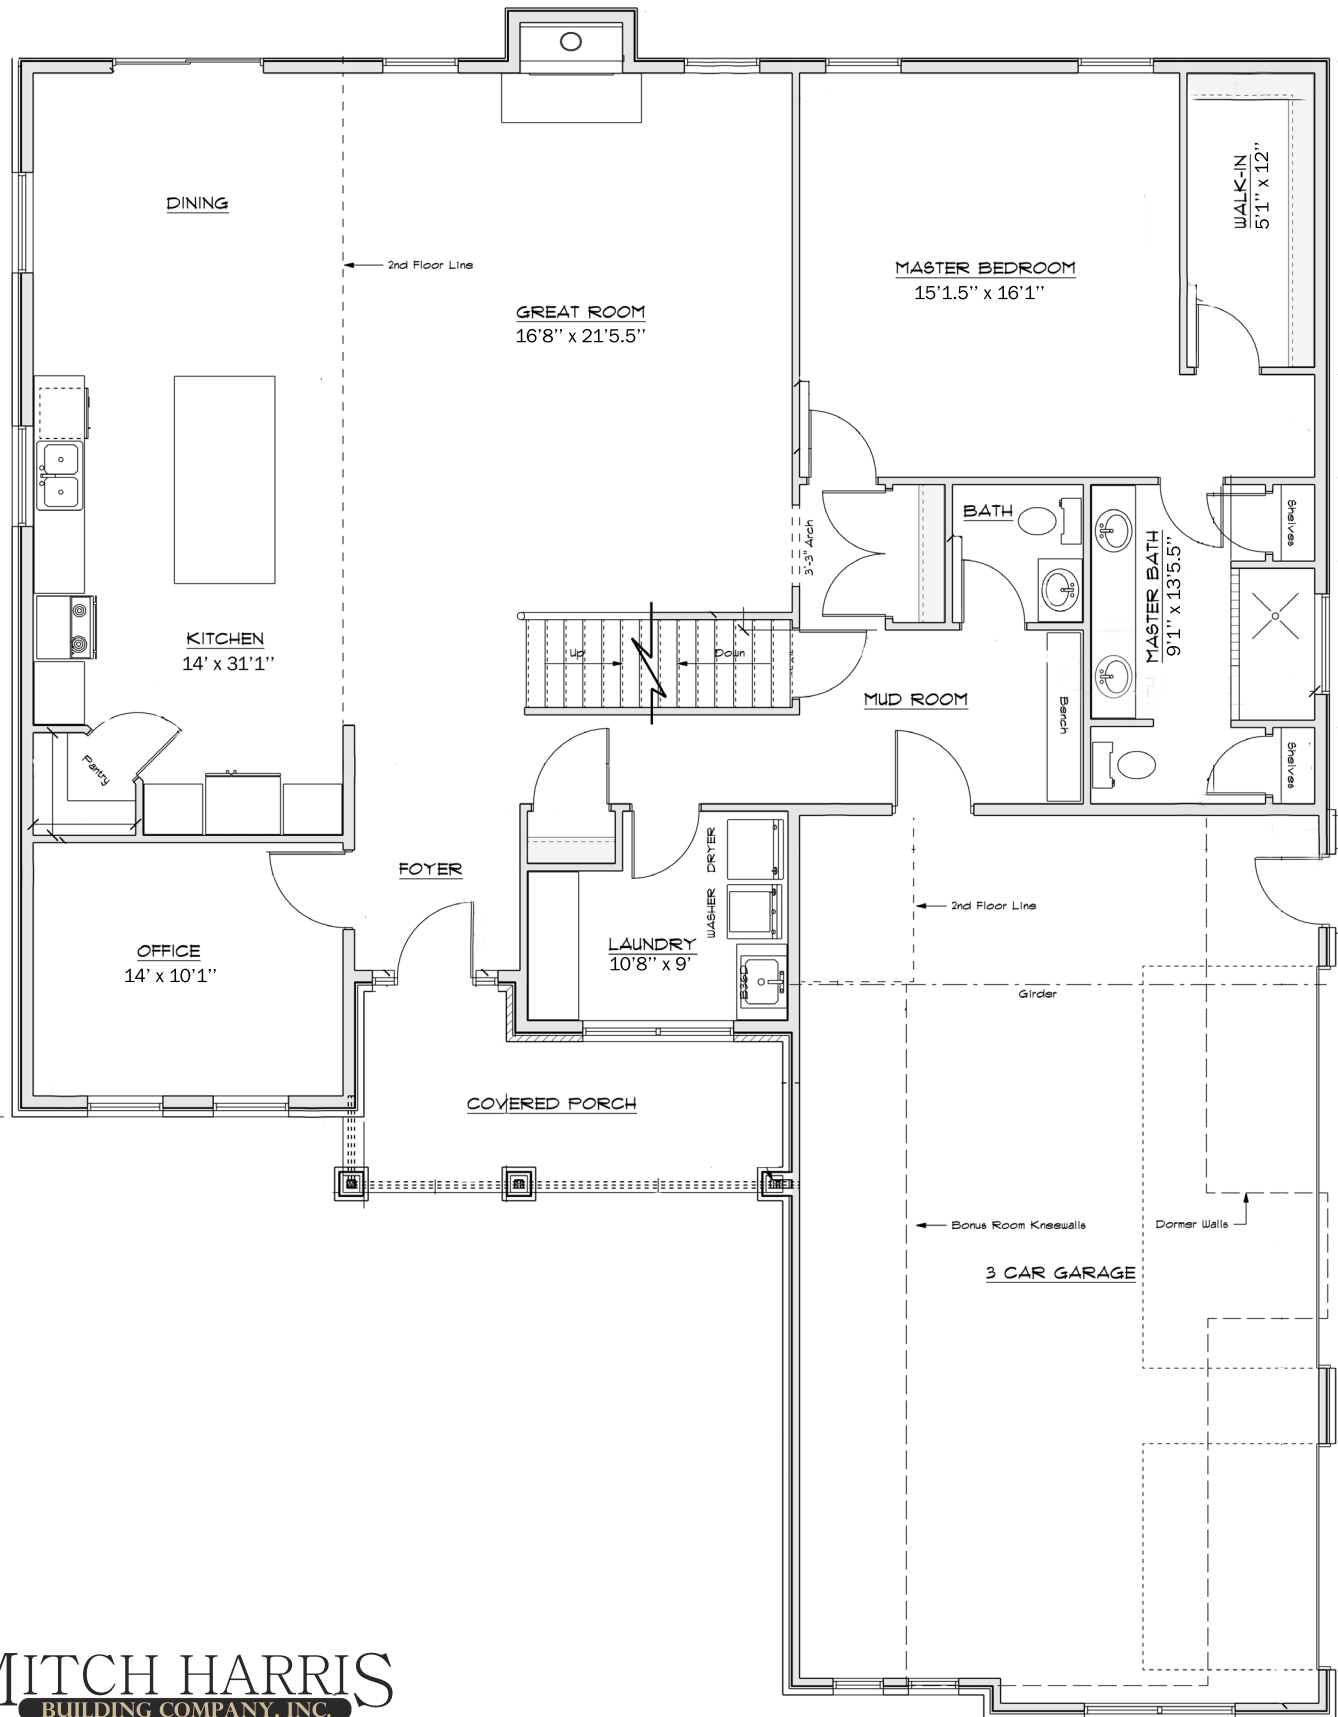 DINING
2nd Floor Line
GREAT ROOM
16'8'' x 21'5.5''
MASTER BEDROOM
15'1.5'' x 16'1''
WALK-IN
5'1'' x 12''
3'-3" Arch
BATH
MASTER BATH
9'1'' x 13'5.5''
Shelves
KITCHEN
14' x 31'1''
Up
Down
MUD ROOM
Bench
Pantry
Shelves
FOYER
WASHER
DRYER
OFFICE
14' x 10'1''
LAUNDRY
10'8'' x 9'
B36D
2nd Floor Line
Girder
COVERED PORCH
Bonus Room Kneewalls
Dormer Walls
3 CAR GARAGE
MITCH HARRIS
BUILDING COMPANY, INC.